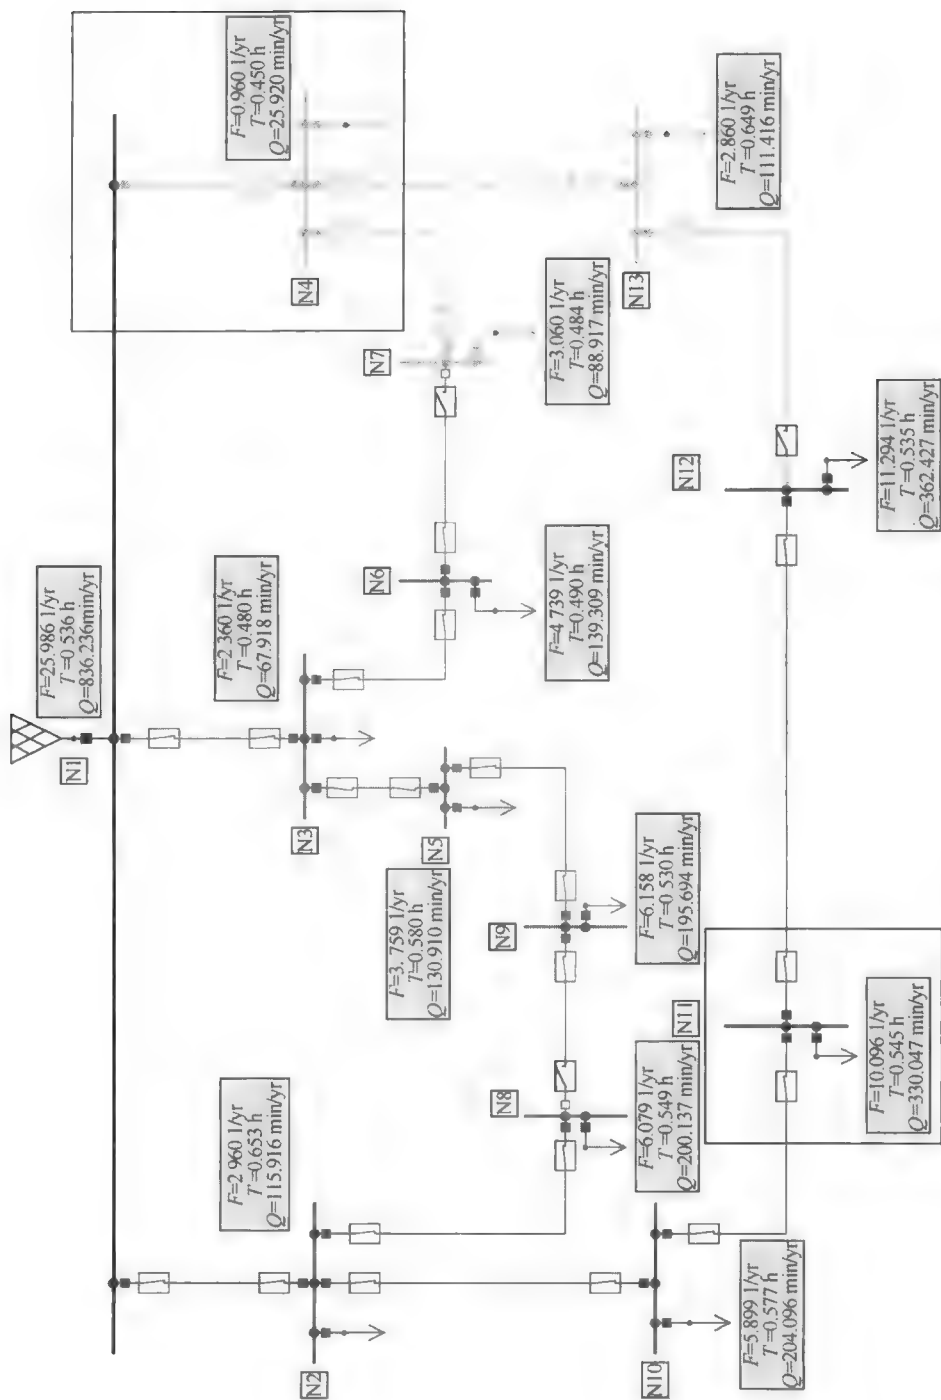 N1
F=25.986 1/yr
T=0 536 h
Q=836.236min/yr
F=0.960 1/yr
T=0.450 h
Q=25.920 min/yr
N4
F=2 360 1/yr
T=0.480 h
Q=67.918 min/yr
N3
F=2 960 1/yr
T=0.653 h
Q=115.916 min/yr
N2
N7
F=3.060 1/yr
T=0.484 h
Q=88.917 min/yr
N6
F=4 739 1/yr
T=0.490 h
Q=139.309 min/yr
N5
F=3. 759 1/yr
T=0.580 h
Q=130.910 min/yr
N9
F=6.158 1/yr
T=0 530 h
Q=195.694 min/yr
N8
F=6.079 1/yr
T=0.549 h
Q=200.137 min/yr
N13
F=2.860 1/yr
T=0.649 h
Q=111.416 min/yr
N12
F=11.294 1/yr
T=0.535 h
Q=362.427 min/yr
N11
F=10.096 1/yr
T=0.545 h
Q=330.047 min/yr
N10
F=5.899 1/yr
T=0.577 h
Q=204.096 min/yr